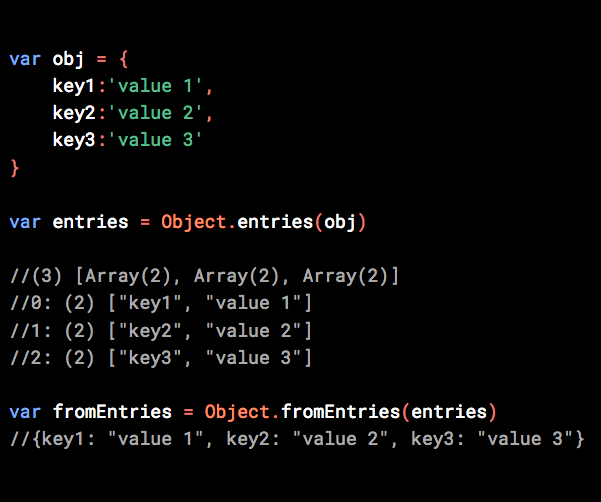 var obj = {
    key1:'value 1',
    key2:'value 2',
    key3:'value 3'
}
var entries = Object.entries(obj)
//(3) [Array(2), Array(2), Array(2)]
//0: (2) ["key1", "value 1"]
//1: (2) ["key2", "value 2"]
//2: (2) ["key3", "value 3"]
var fromEntries = Object.fromEntries(entries)
//{key1: "value 1", key2: "value 2", key3: "value 3"}